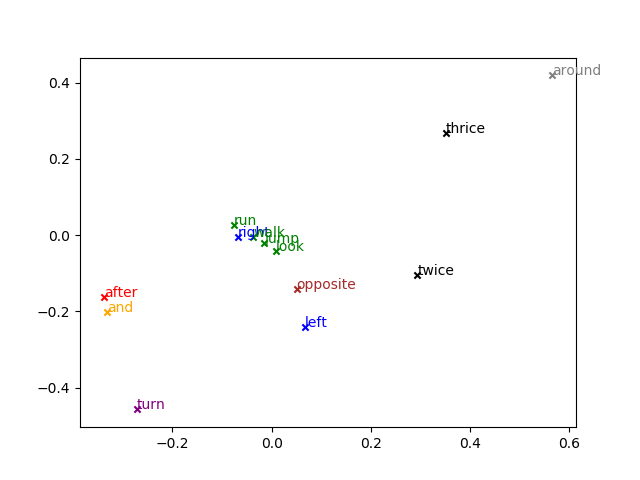 around
0.4
thrice
0.2
run
right
walk
jump
look
0.0
twice
opposite
after
and
−0.2
left
−0.4
turn
−0.2
0.0
0.2
0.4
0.6